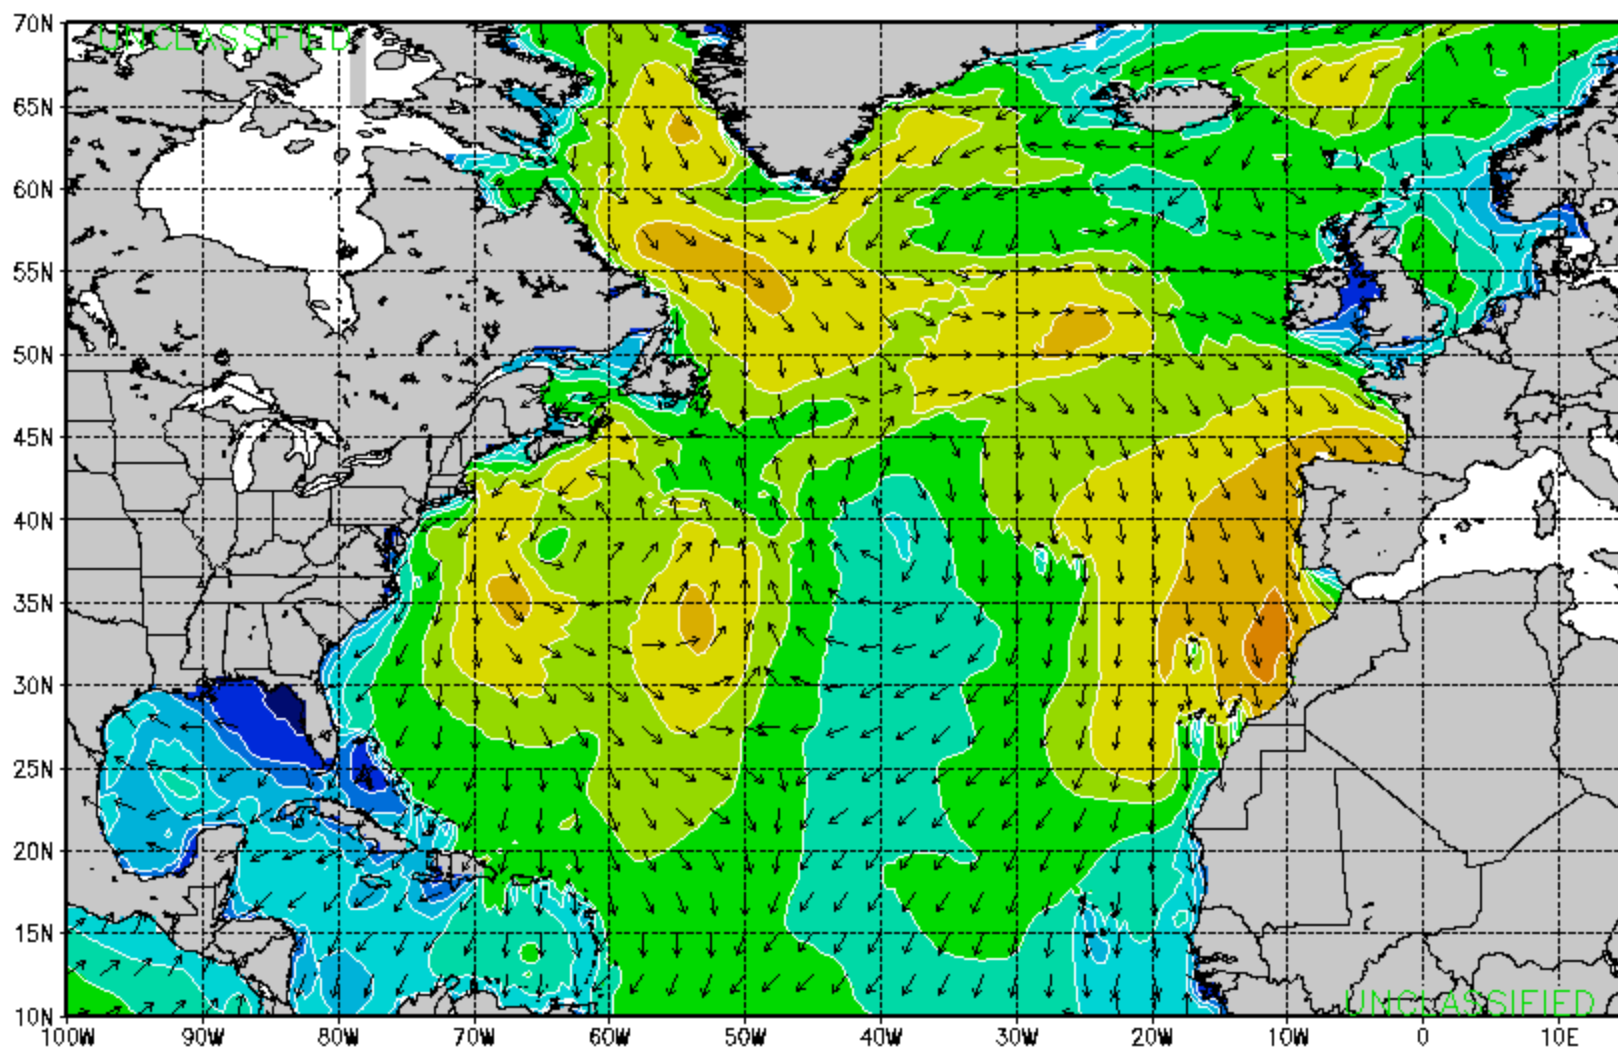 70N
UNCLASSIFIED
65N
60N
55N
50N
45N
40N
35N
30N
25N
20N
15N
UNCLASSIFIED
10N
100W 90W 80W 70W 60W 50W 40W 30W 20W 10W 0 10E